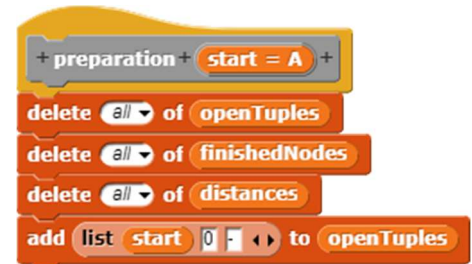 + preparation + start = A +
delete all of openTuples
delete all of finishedNodes
delete all of distances
add list start 0 - to openTuples